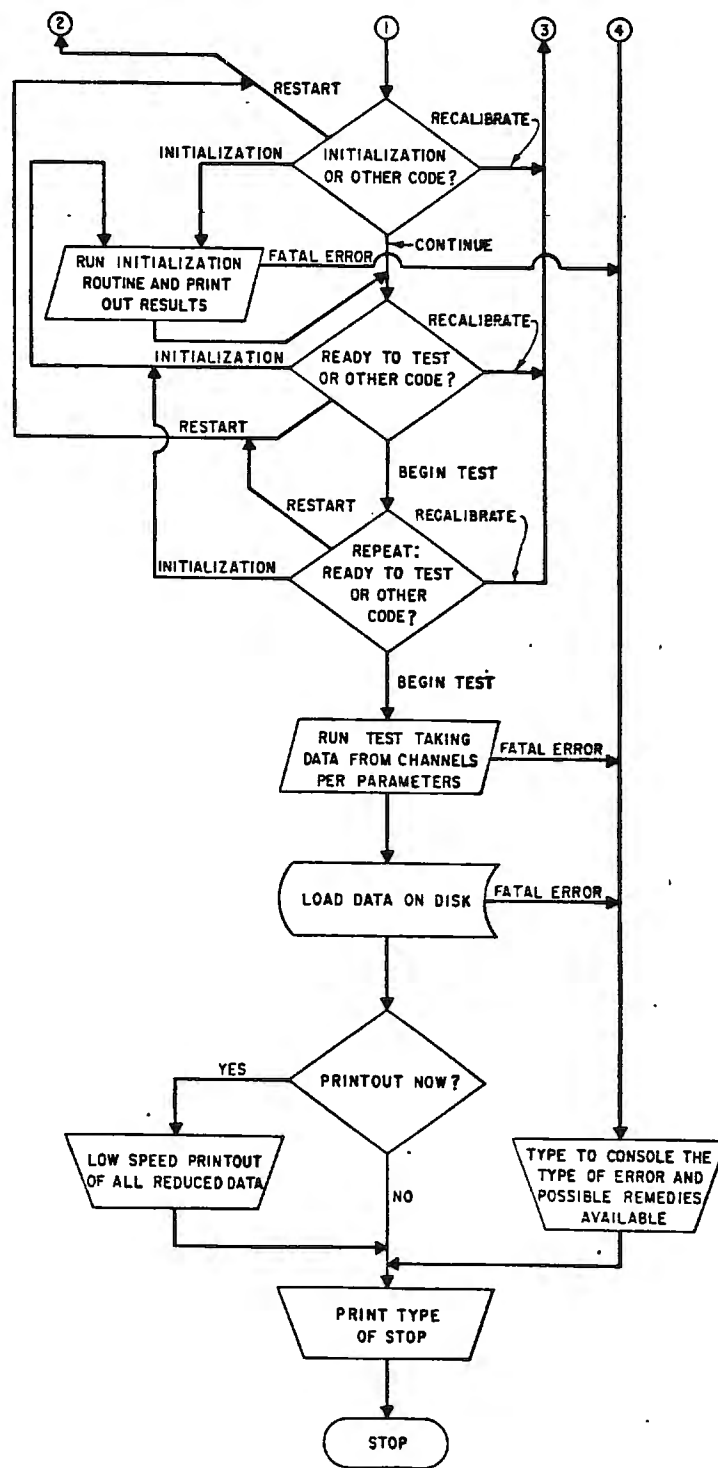 2
1
3
4
RESTART
RECALIBRATE
INITIALIZATION
INITIALIZATION
OR OTHER CODE?
CONTINUE
RUN INITIALIZATION
ROUTINE AND PRINT
OUT RESULTS
FATAL ERROR
RECALIBRATE
INITIALIZATION
READY TO TEST
OR OTHER CODE?
RESTART
BEGIN TEST
RESTART
RECALIBRATE
INITIALIZATION
REPEAT:
READY TO TEST
OR OTHER
CODE?
BEGIN TEST
RUN TEST TAKING
DATA FROM CHANNELS
PER PARAMETERS
FATAL ERROR
LOAD DATA ON DISK
FATAL ERROR
YES
PRINTOUT NOW?
LOW SPEED PRINTOUT
OF ALL REDUCED DATA
NO
TYPE TO CONSOLE THE
TYPE OF ERROR AND
POSSIBLE REMEDIES
AVAILABLE
PRINT TYPE
OF STOP
STOP